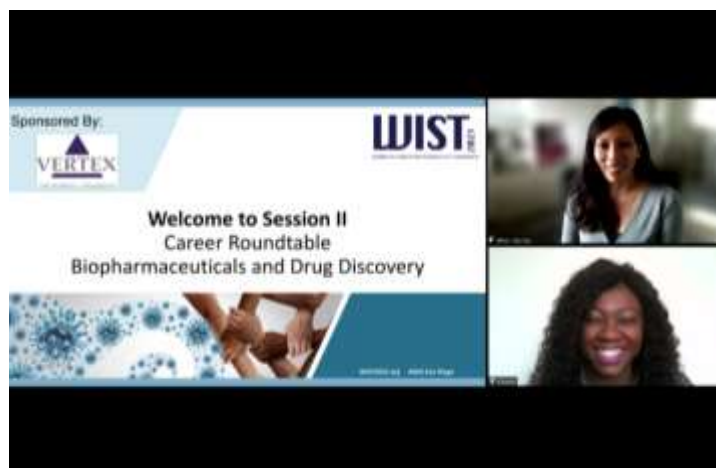 Sponsored By:
VERTEX
WIST
Welcome to Session II
Career Roundtable
Biopharmaceuticals and Drug Discovery